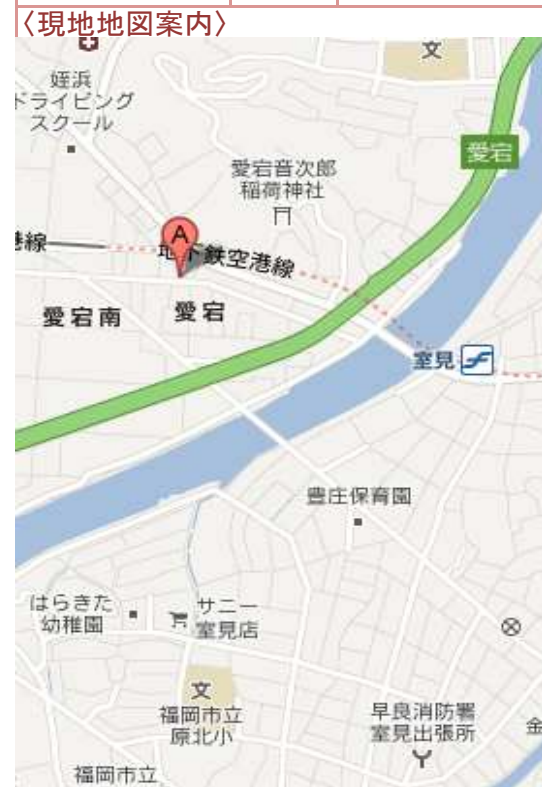 〈現地地図案内〉
文
姪浜
ドライビング
スクール
愛宕
愛宕音次郎
稲荷神社
A
港線
地下鉄空港線
愛宕南
愛宕
室見
豊庄保育園
はらきた
幼稚園
サニー
室見店
文
福岡市立
原北小
早良消防署
室見出張所
金
福岡市立